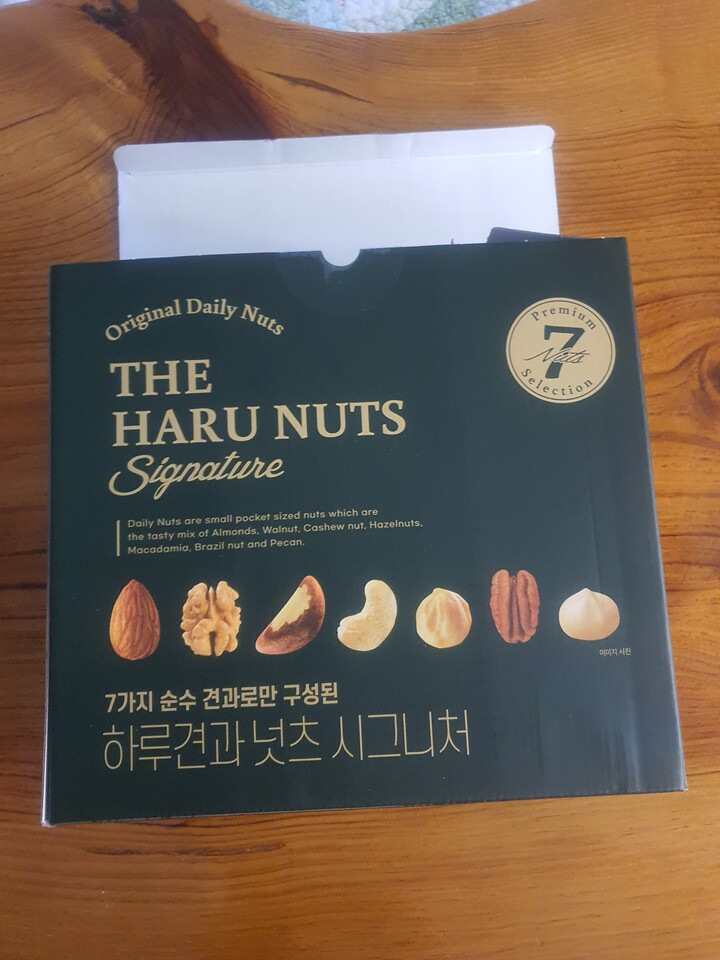 Original Daily Nuts
THE
HARU NUTS
Signature
Premium
7
Nuts
Selection
Daily Nuts are small pocket sized nuts which are
the tasty mix of Almonds, Walnut, Cashew nut, Hazelnuts,
Macadamia, Brazil nut and Pecan.
이미지 사진
7가지 순수 견과로만 구성된
하루견과 넛츠 시그니처